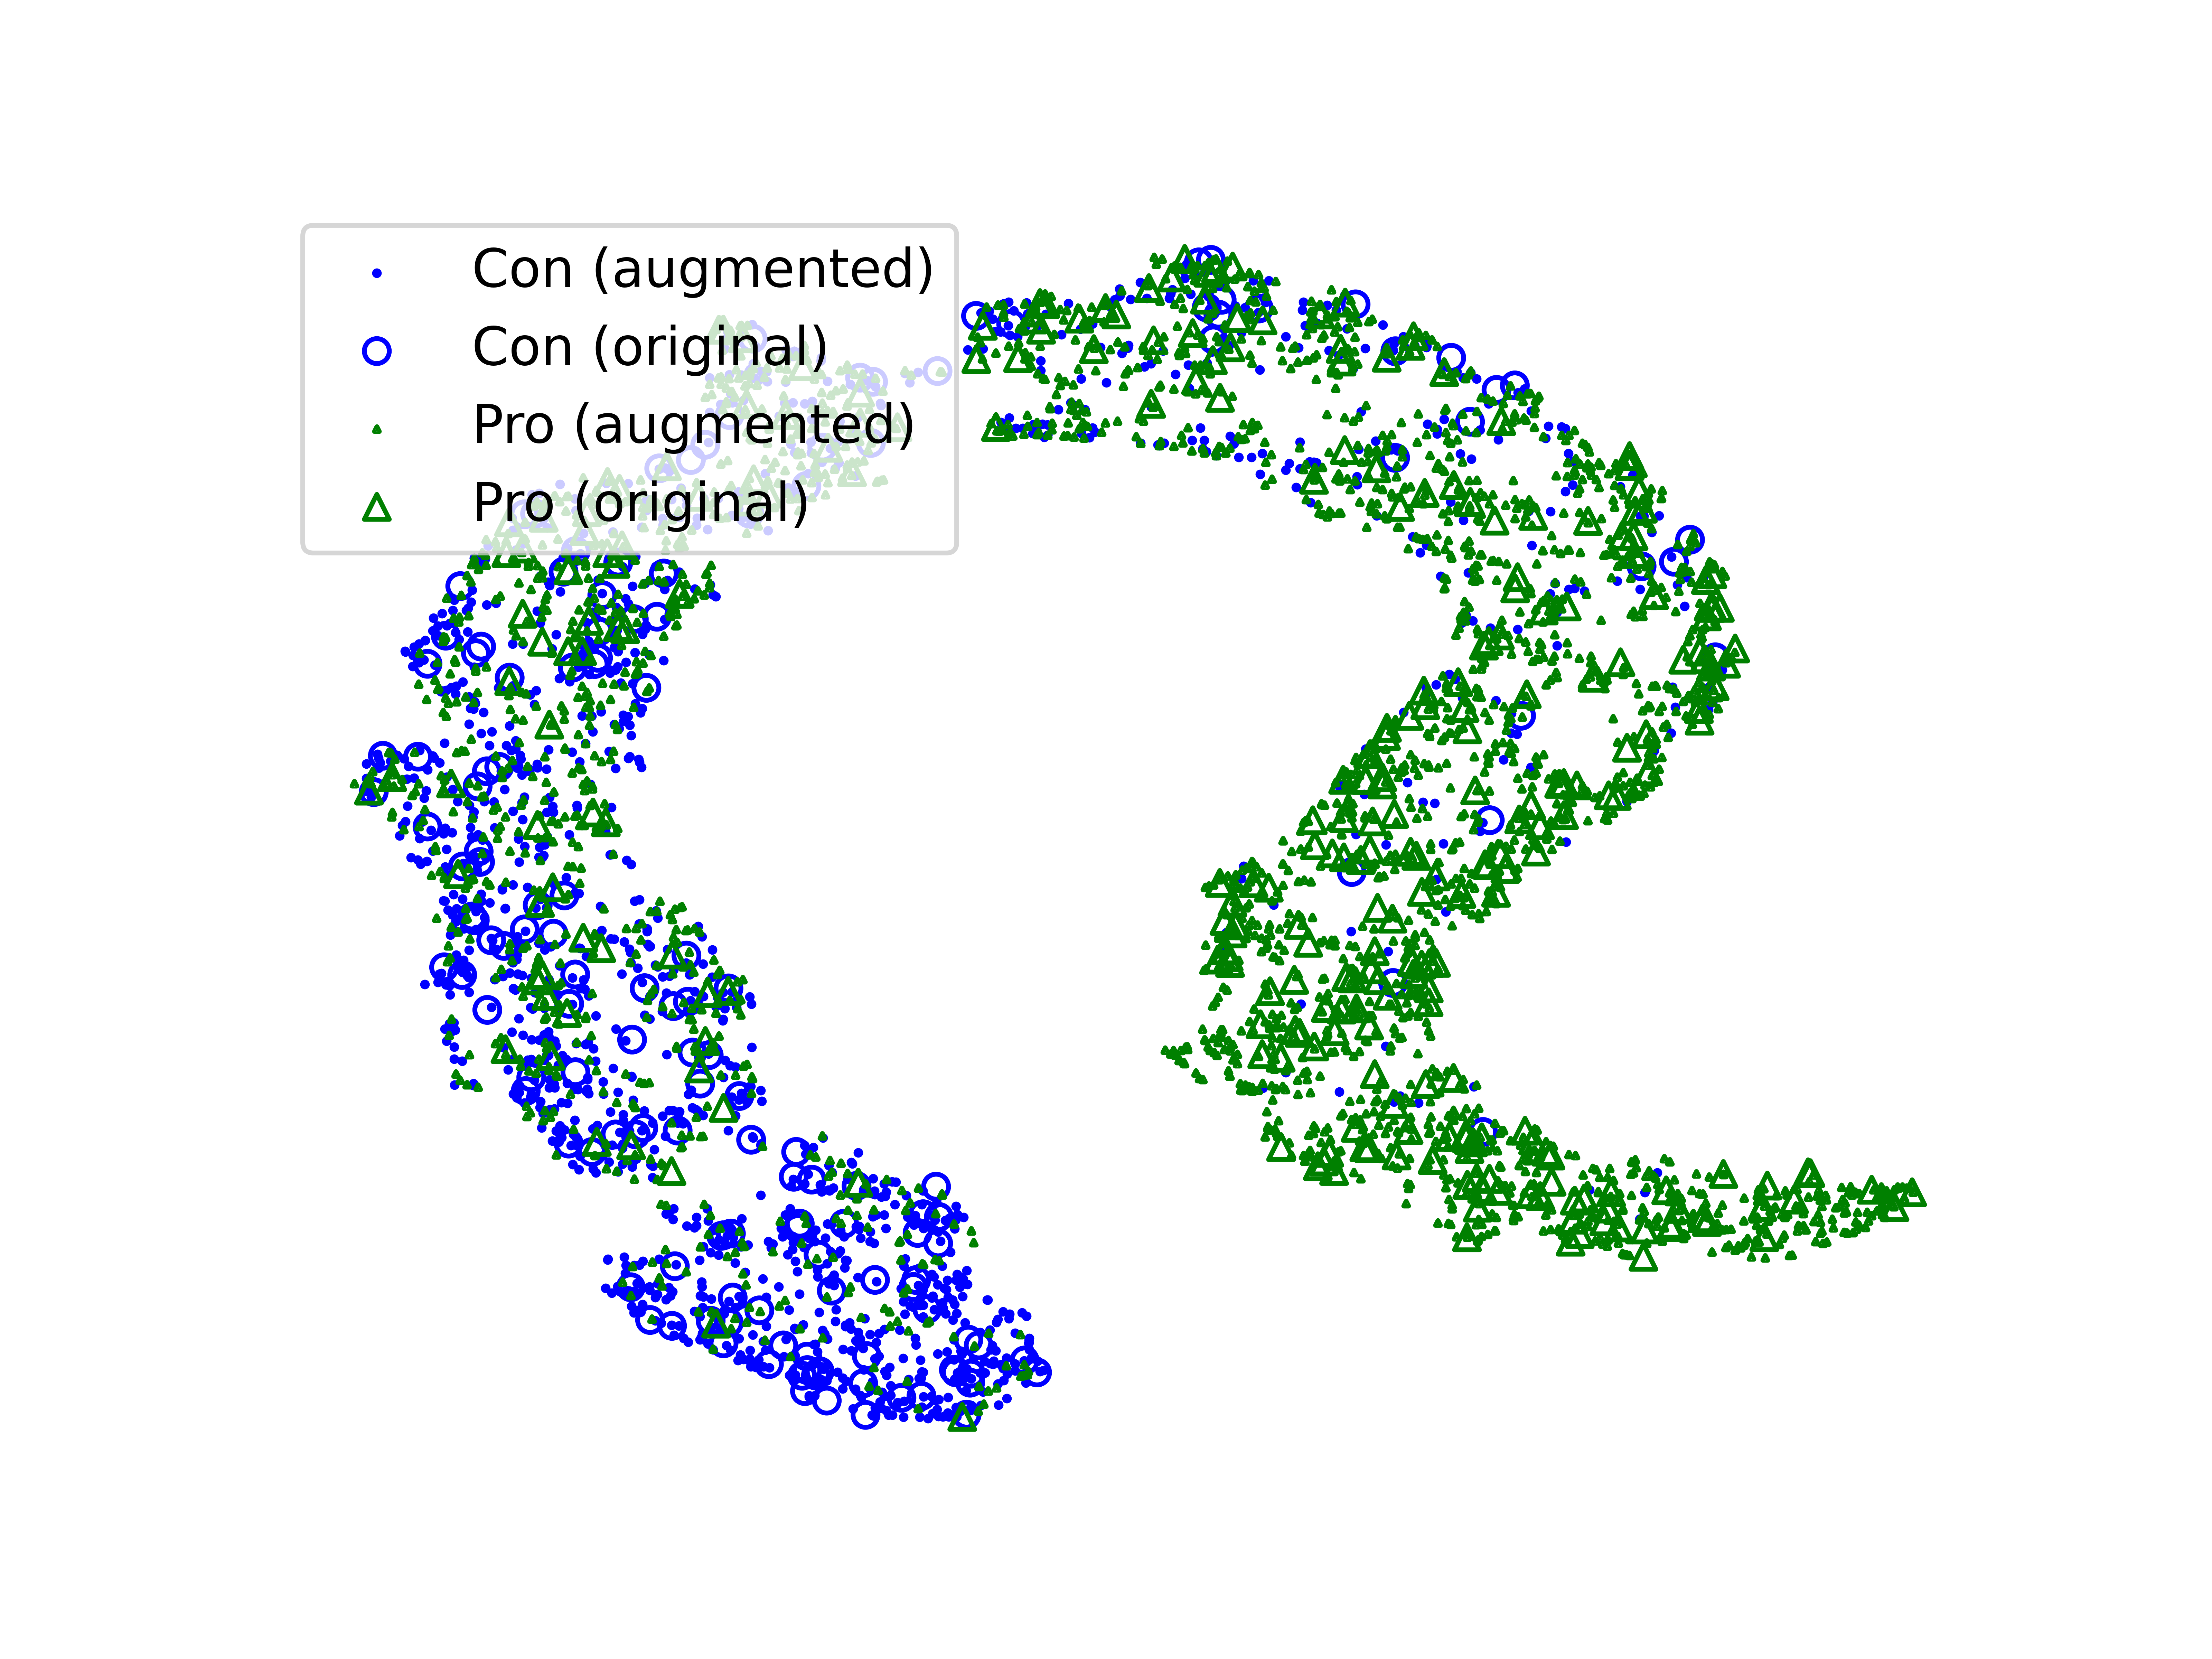 Con (augmented)
Con (original)
Pro (augmented)
Pro (original)